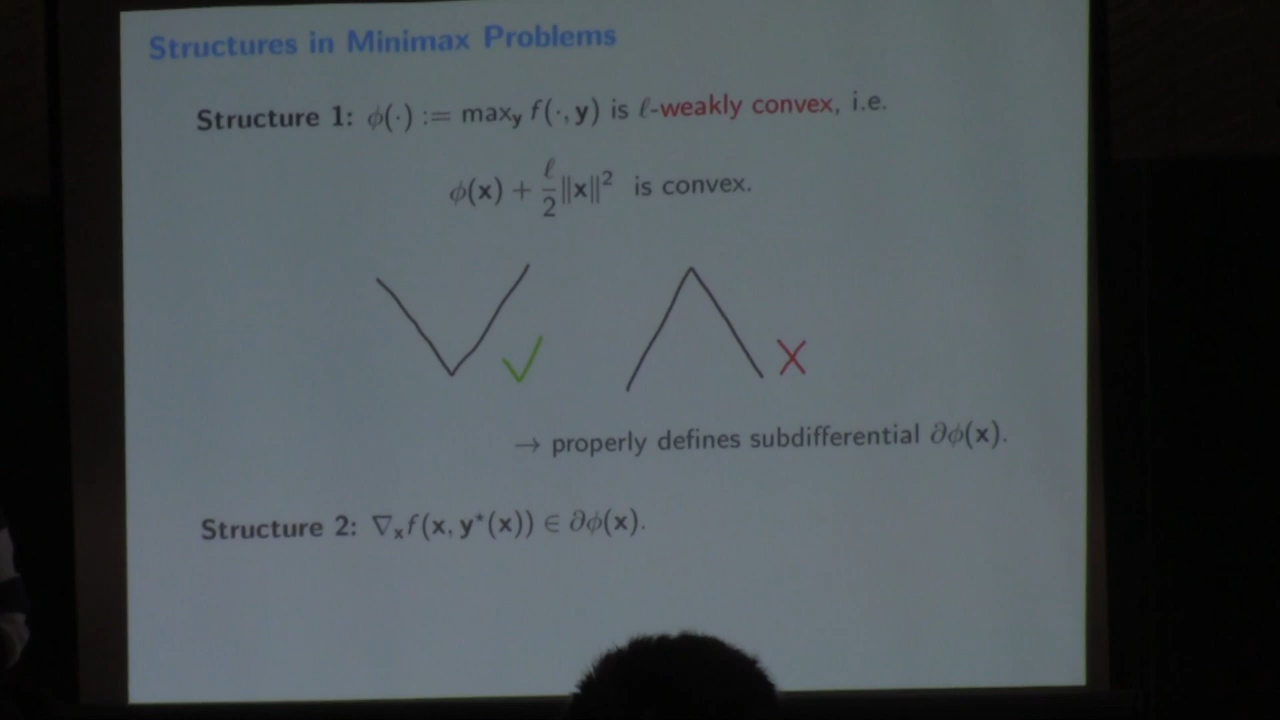 Structures in Minimax Problems
Structure 1: ϕ(·) := max_y f(·, y) is ℓ-weakly convex, i.e.
ϕ(x) + ℓ/2 ‖x‖² is convex.
→ properly defines subdifferential ∂ϕ(x).
Structure 2: ∇_x f(x, y*(x)) ∈ ∂ϕ(x).